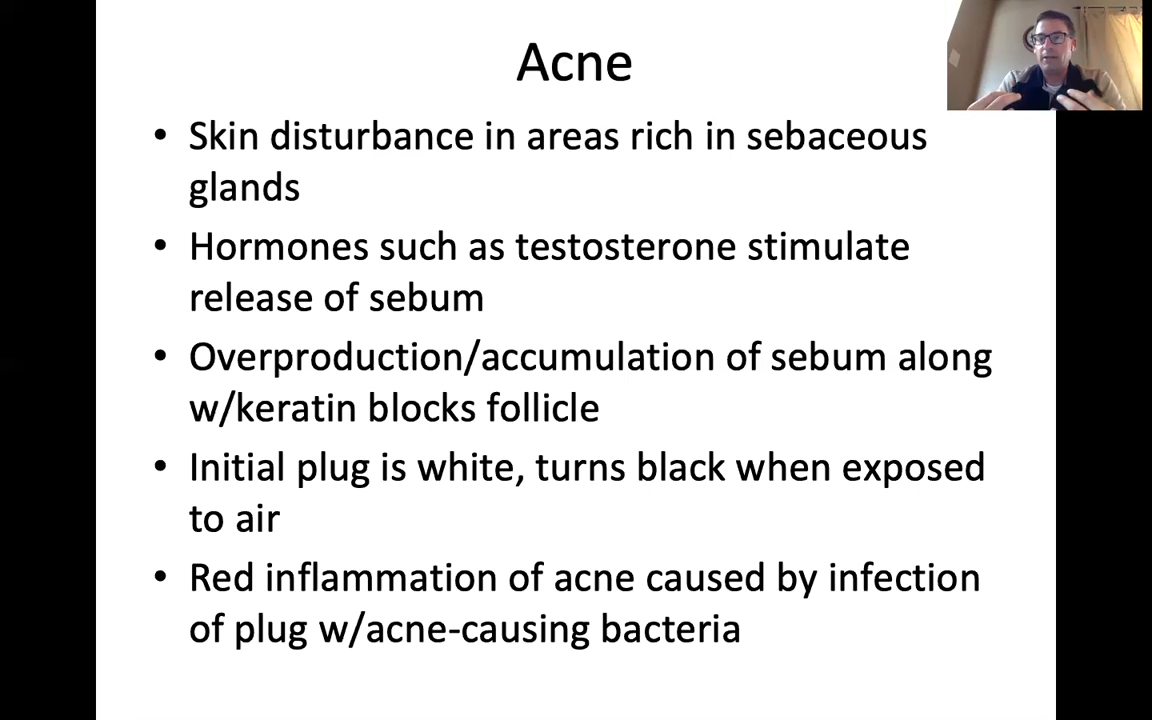 Acne
• Skin disturbance in areas rich in sebaceous
glands
• Hormones such as testosterone stimulate
release of sebum
• Overproduction/accumulation of sebum along
w/keratin blocks follicle
• Initial plug is white, turns black when exposed
to air
• Red inflammation of acne caused by infection
of plug w/acne-causing bacteria